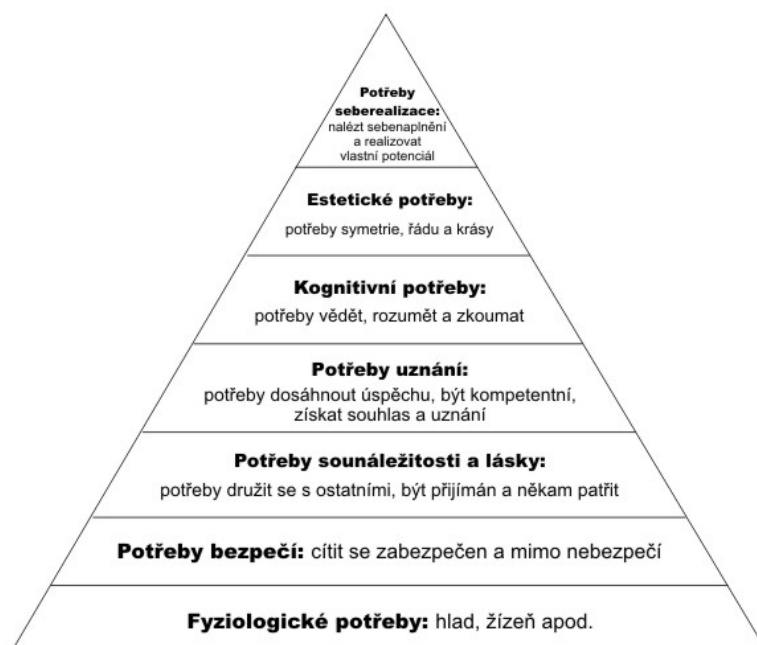 Potřeby
seberealizace:
nalézt sebenaplnění
a realizovat
vlastní potenciál
Estetické potřeby:
potřeby symetrie, řádu a krásy
Kognitivní potřeby:
potřeby vědět, rozumět a zkoumat
Potřeby uznání:
potřeby dosáhnout úspěchu, být kompetentní,
získat souhlas a uznání
Potřeby sounáležitosti a lásky:
potřeby družit se s ostatními, být přijímán a někam patřit
Potřeby bezpečí: cítit se zabezpečen a mimo nebezpečí
Fyziologické potřeby: hlad, žízeň apod.